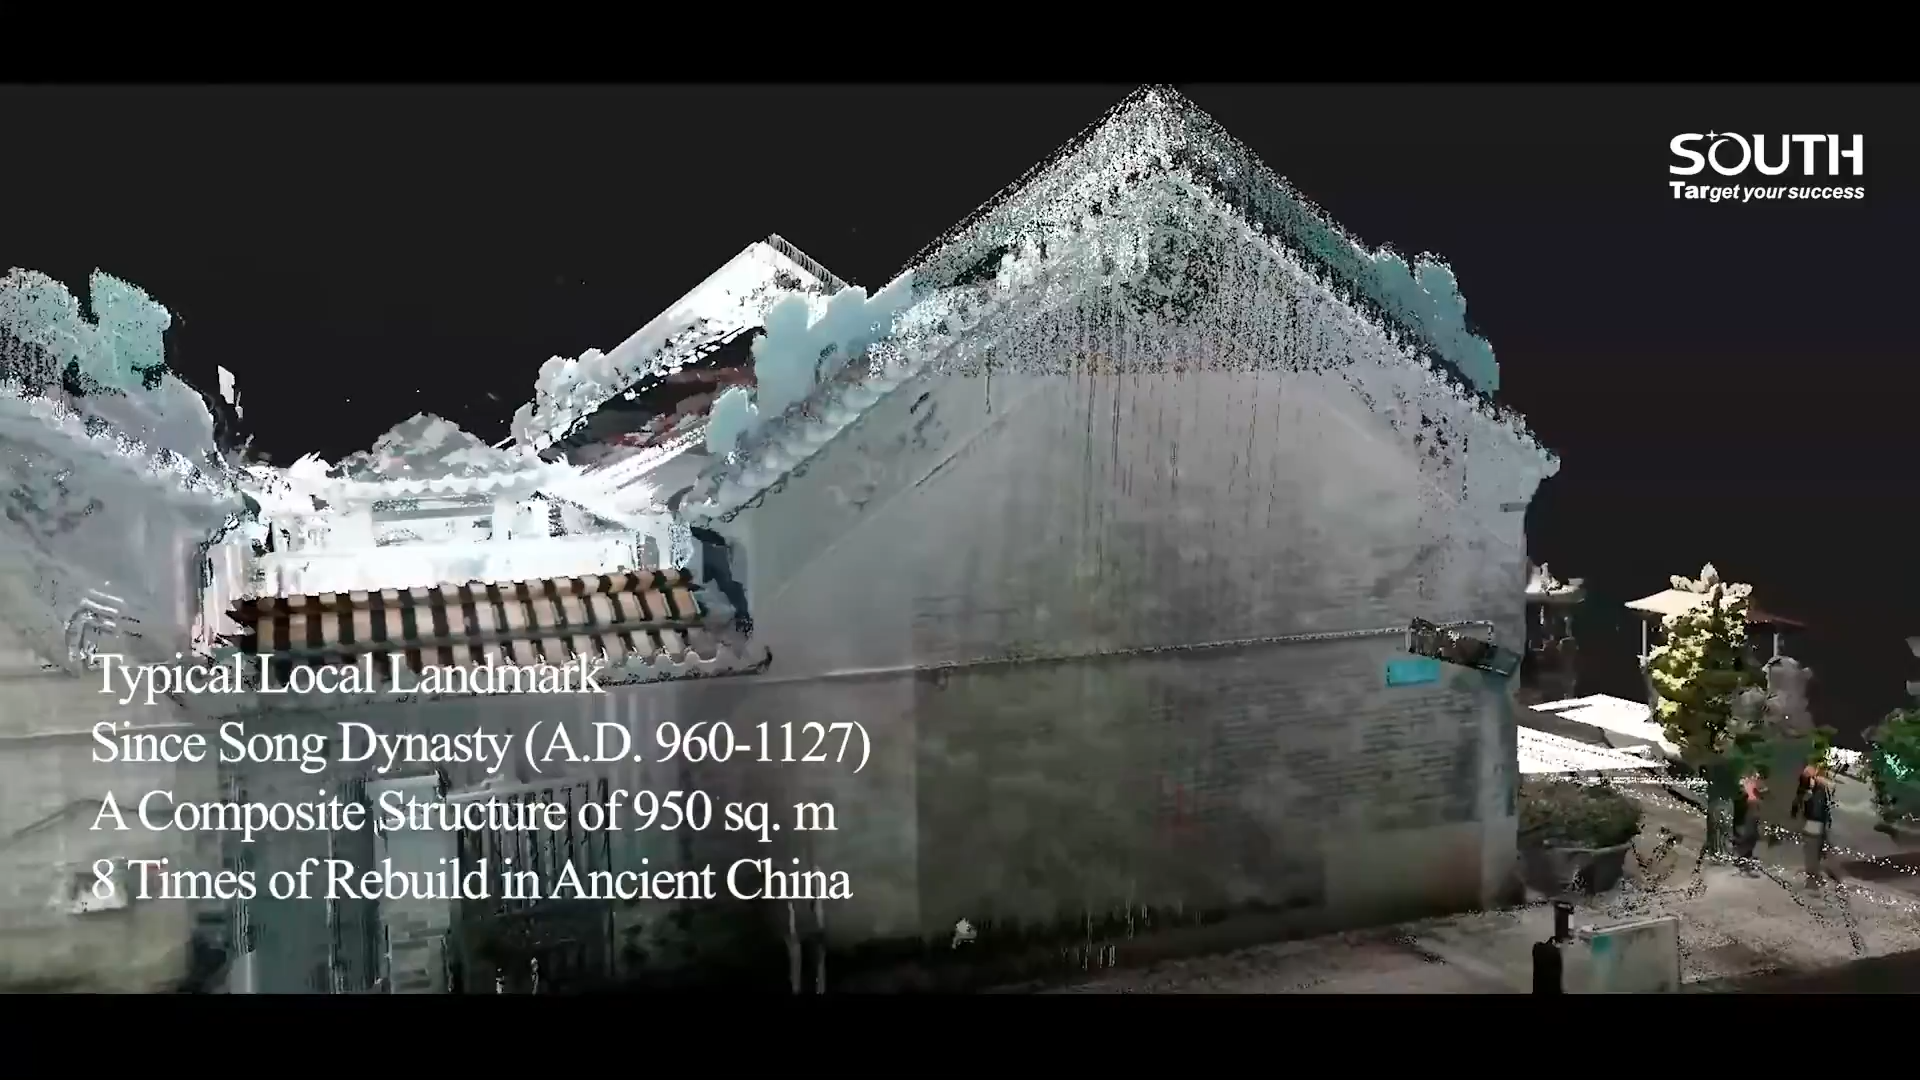 SOUTH
Target your success
Typical Local Landmark
Since Song Dynasty (A.D. 960-1127)
A Composite Structure of 950 sq. m
8 Times of Rebuild in Ancient China